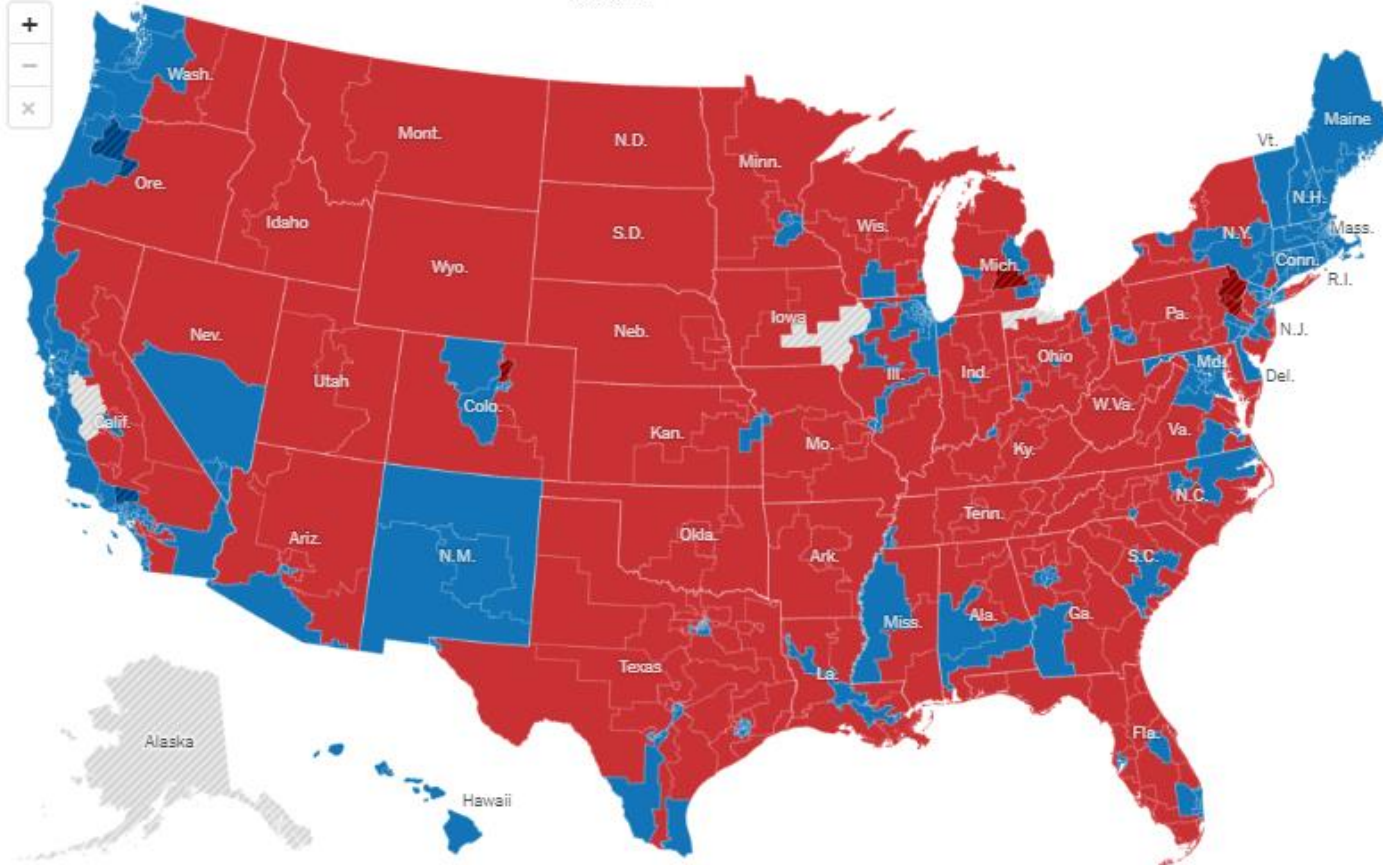 +
−
×
Wash.
Mont.
N.D.
Minn.
Vt.
Maine
Ore.
Idaho
S.D.
Wis.
Mich.
N.Y.
N.H.
Mass.
Conn.
R.I.
Wyo.
Nev.
Neb.
Iowa
Pa.
N.J.
Utah
Colo.
Ill.
Ind.
Ohio
Md.
Del.
Calif.
Kan.
Mo.
W.Va.
Ky.
Va.
Ariz.
N.M.
Okla.
Ark.
Tenn.
N.C.
S.C.
Texas
La.
Miss.
Ala.
Ga.
Fla.
Alaska
Hawaii